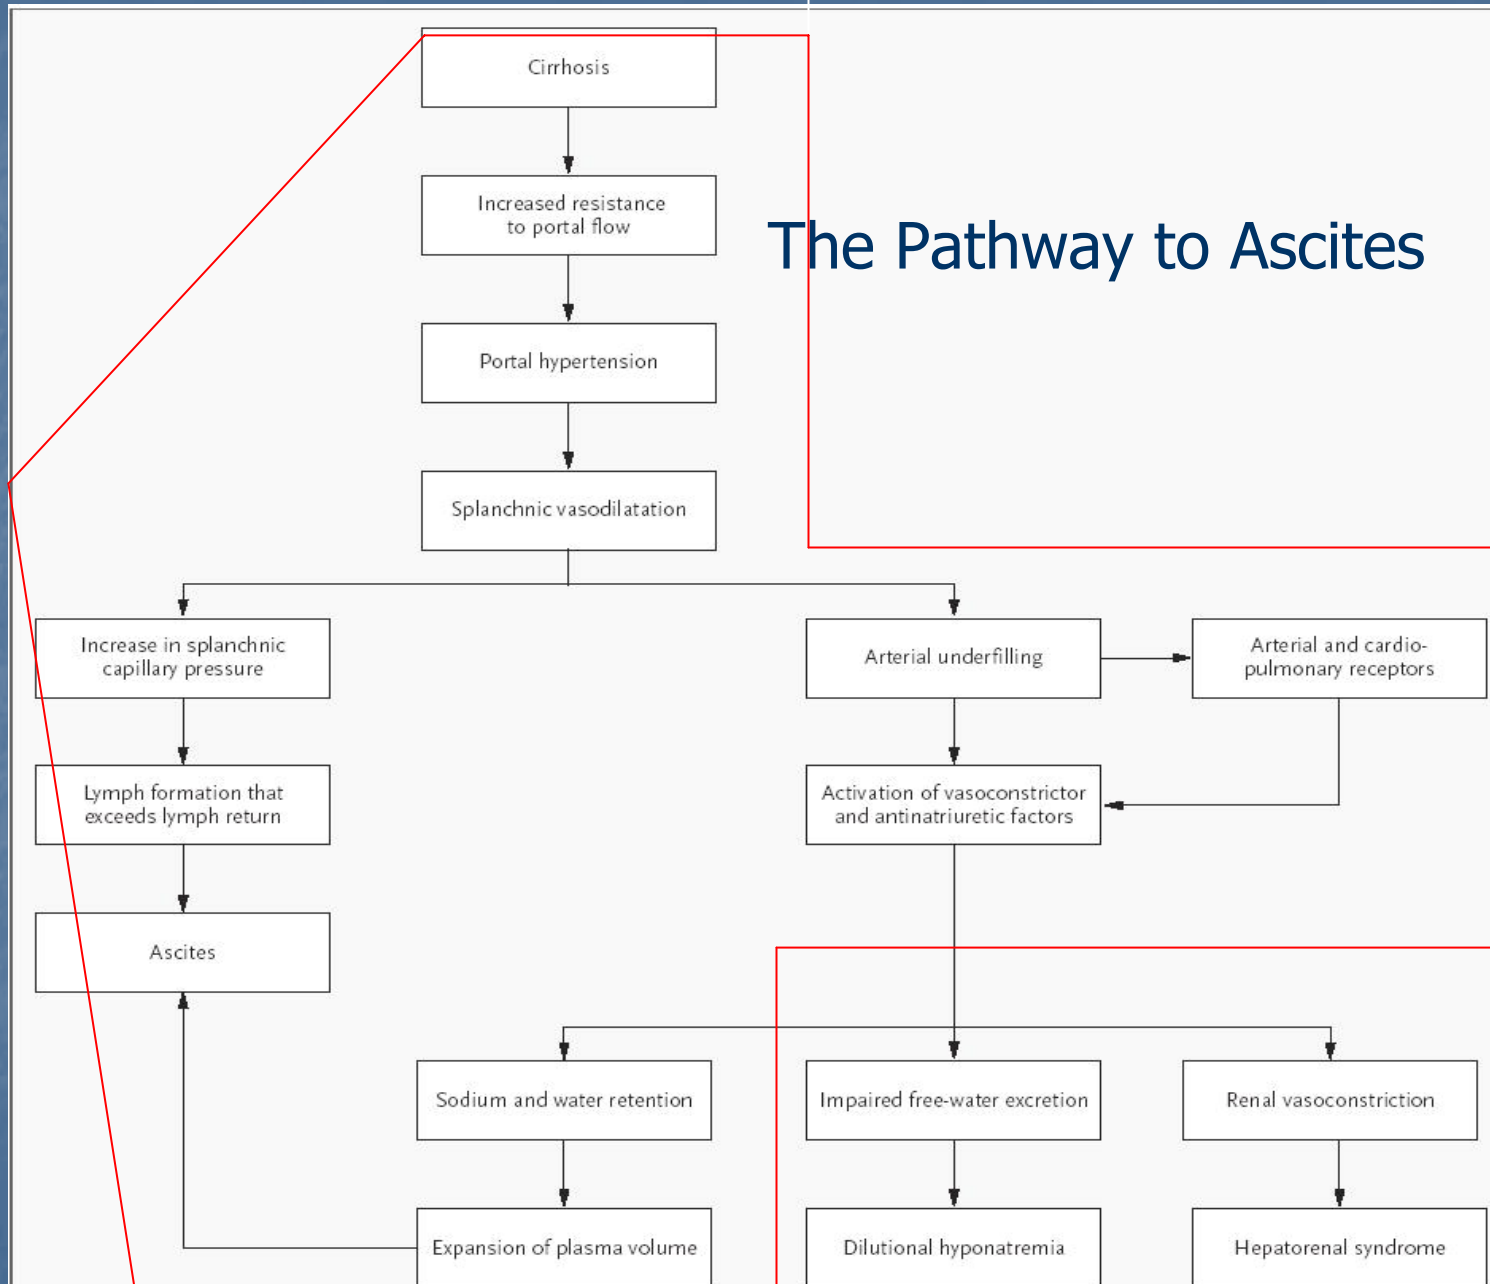 Cirrhosis
Increased resistance
to portal flow
The Pathway to Ascites
Portal hypertension
Splanchnic vasodilatation
Increase in splanchnic
capillary pressure
Arterial underfilling
Arterial and cardio-
pulmonary receptors
Lymph formation that
exceeds lymph return
Activation of vasoconstrictor
and antinatriuretic factors
Ascites
Sodium and water retention
Impaired free-water excretion
Renal vasoconstriction
Expansion of plasma volume
Dilutional hyponatremia
Hepatorenal syndrome